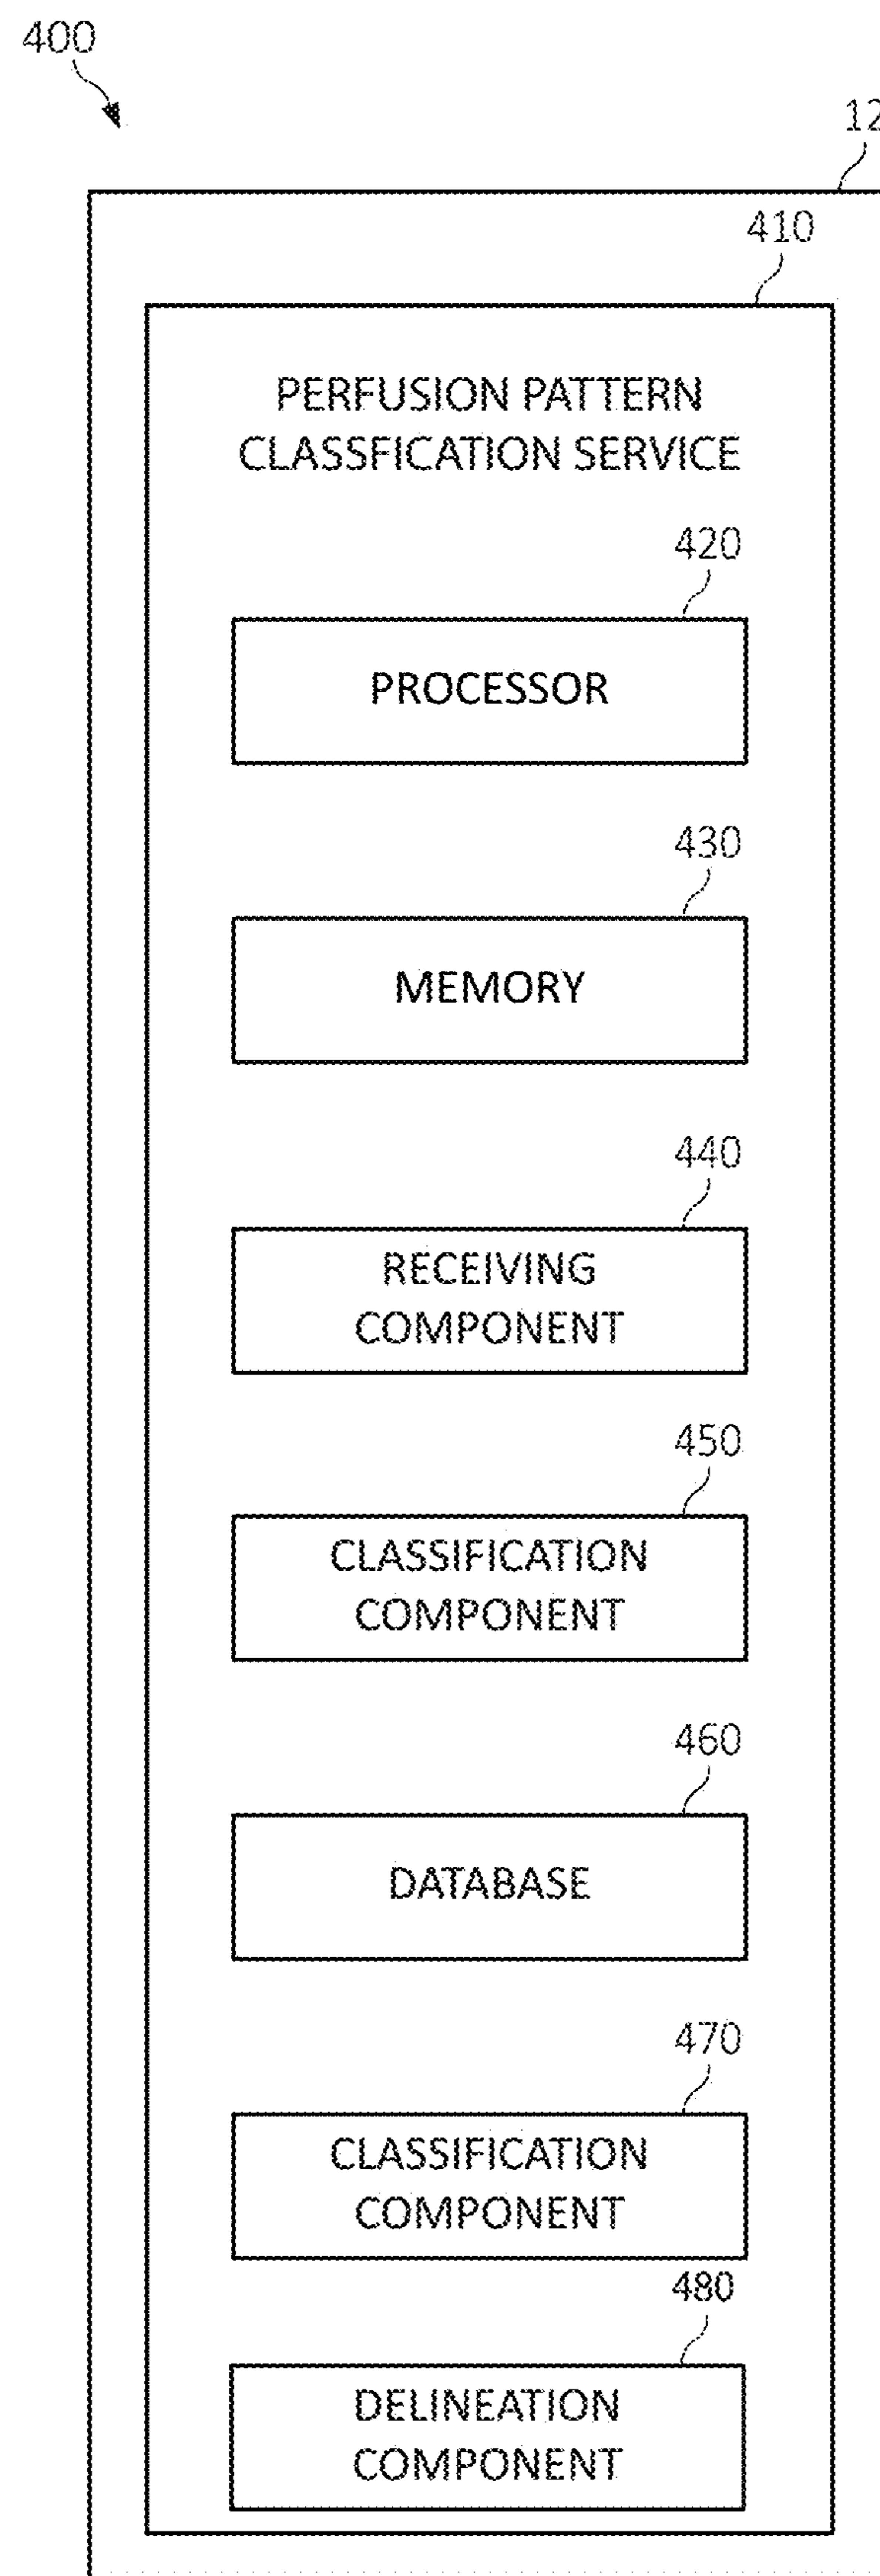 400
12
410
PERFUSION PATTERN
CLASSFICATION SERVICE
420
PROCESSOR
430
MEMORY
440
RECEIVING
COMPONENT
450
CLASSIFICATION
COMPONENT
460
DATABASE
470
CLASSIFICATION
COMPONENT
480
DELINEATION
COMPONENT